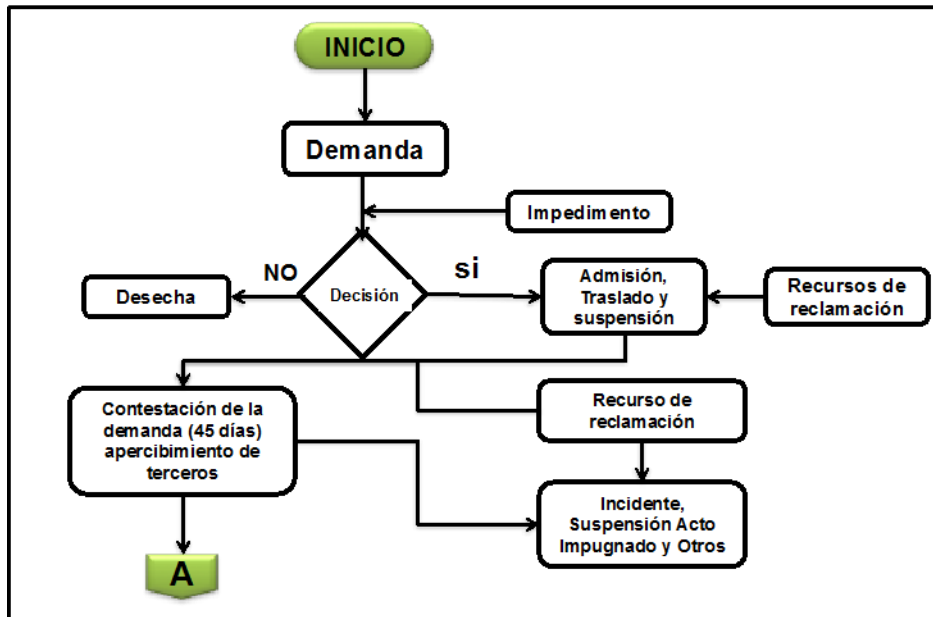 INICIO
Demanda
Impedimento
NO
si
Desecha
Decisión
Admisión,
Traslado y
suspensión
Recursos de
reclamación
Contestación de la
demanda (45 días)
apercibimiento de
terceros
Recurso de
reclamación
Incidente,
Suspensión Acto
Impugnado y Otros
A